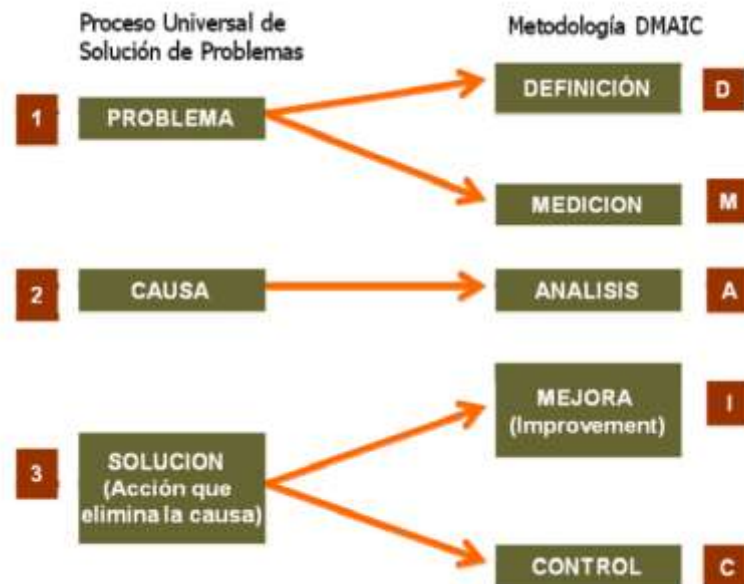 Proceso Universal de
Solución de Problemas
Metodología DMAIC
1
PROBLEMA
DEFINICIÓN
D
MEDICION
M
2
CAUSA
ANALISIS
A
3
SOLUCION
(Acción que
elimina la causa)
MEJORA
(Improvement)
I
CONTROL
C